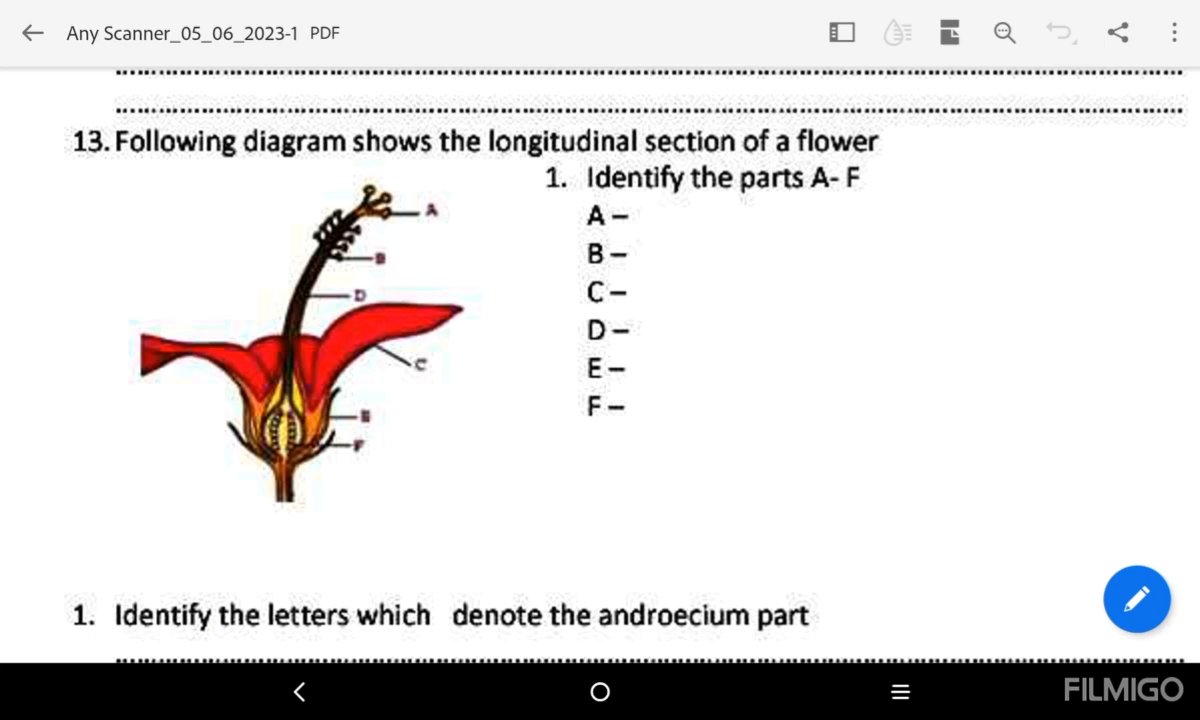 Any Scanner_05_06_2023-1 PDF
13. Following diagram shows the longitudinal section of a flower
1. Identify the parts A- F
A –
B –
C –
D –
E –
F –
A
B
D
C
E
F
1. Identify the letters which denote the androecium part
FILMIGO